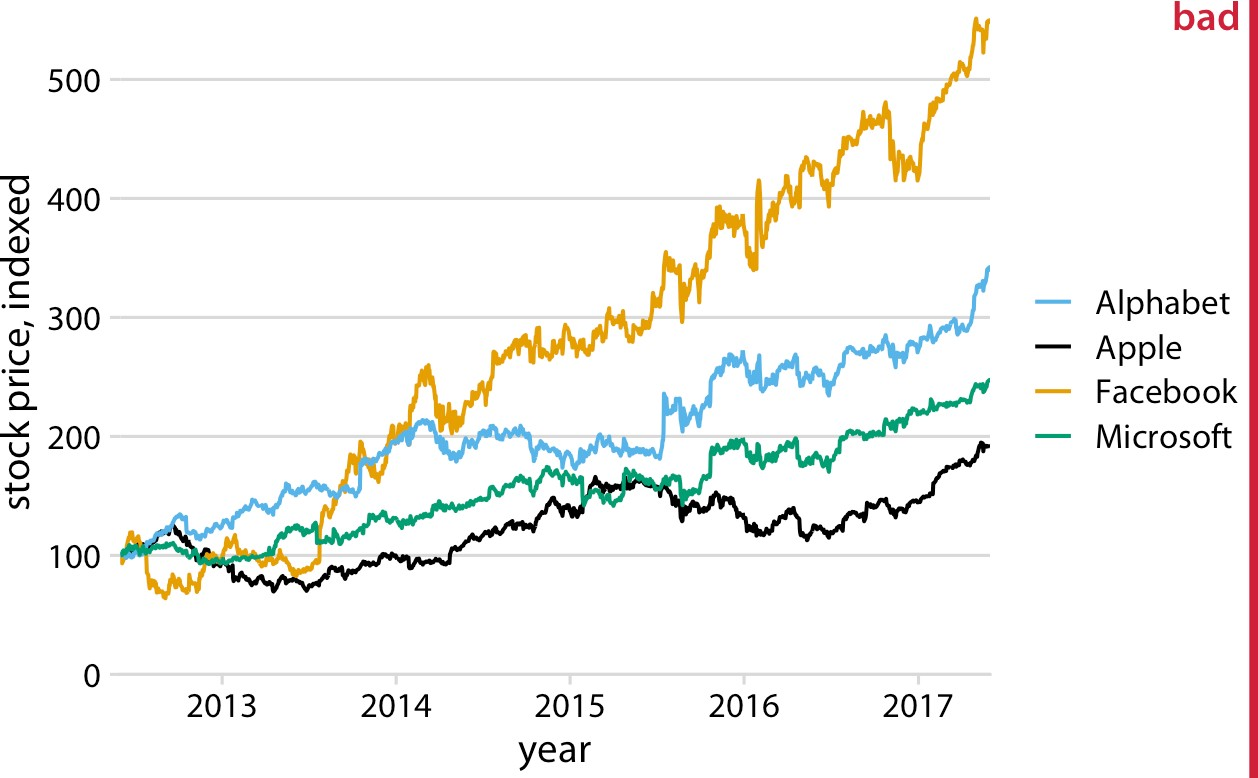 bad
500
400
300
200
100
0
stock price, indexed
2013 2014 2015 2016 2017
year
Alphabet
Apple
Facebook
Microsoft